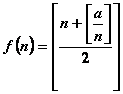 f(n) = [ (n + [a/n]) / 2 ]